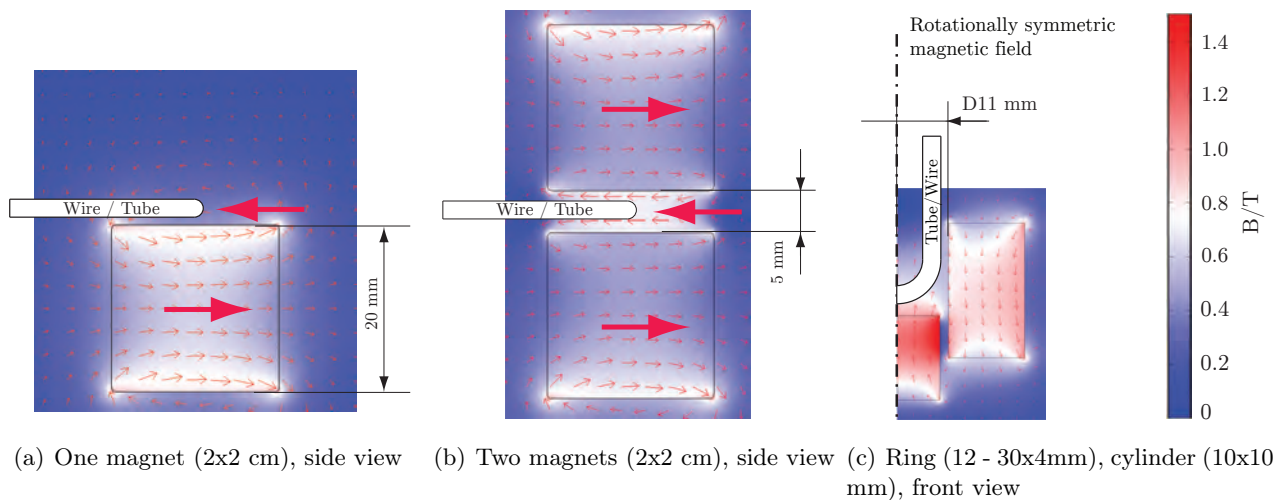 Wire / Tube
20 mm
(a) One magnet (2x2 cm), side view
Wire / Tube
5 mm
(b) Two magnets (2x2 cm), side view
Rotationally symmetric
magnetic field
D11 mm
Tube/Wire
(c) Ring (12 - 30x4mm), cylinder (10x10
mm), front view
1.4
1.2
1.0
0.8
0.6
0.4
0.2
0
B/T